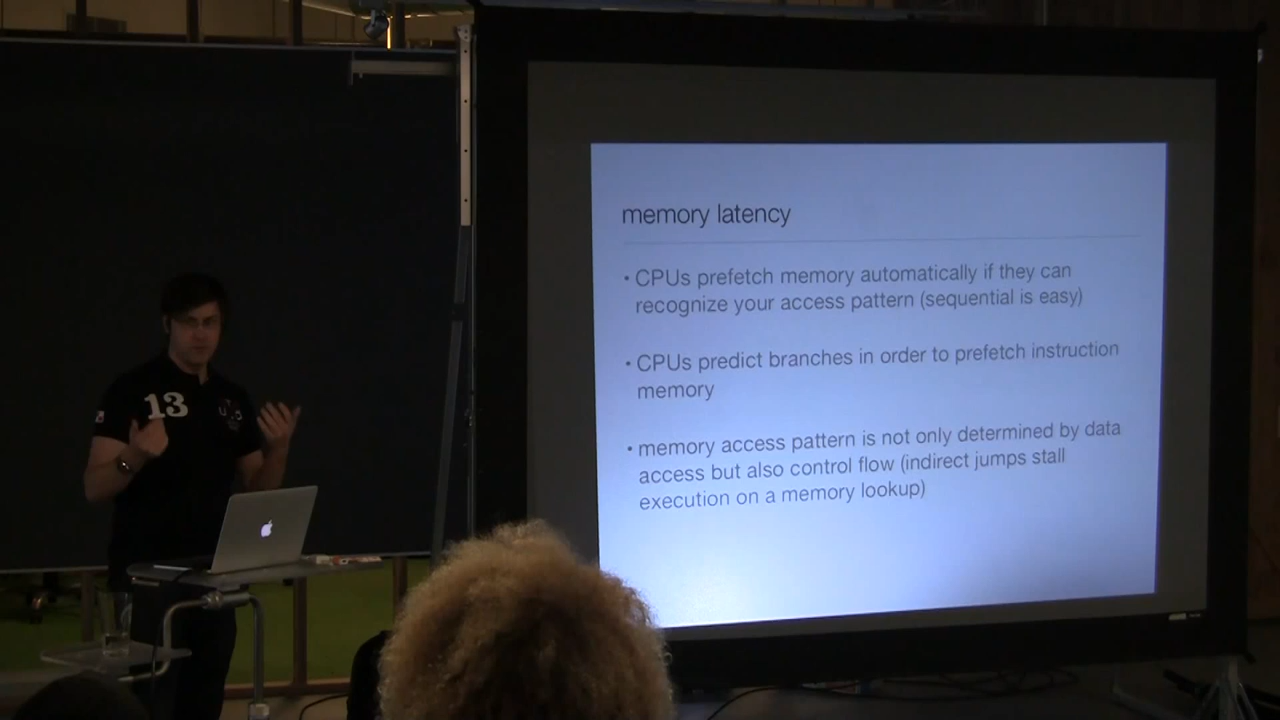 memory latency
• CPUs prefetch memory automatically if they can
recognize your access pattern (sequential is easy)
• CPUs predict branches in order to prefetch instruction
memory
• memory access pattern is not only determined by data
access but also control flow (indirect jumps stall
execution on a memory lookup)
13